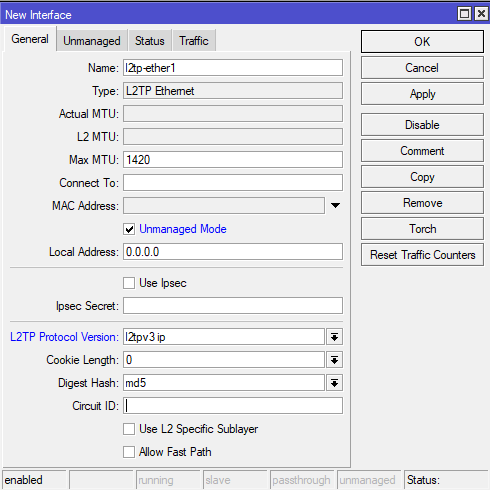 New Interface
General Unmanaged Status Traffic
Name: l2tp-ether1
Type: L2TP Ethernet
Actual MTU:
L2 MTU:
Max MTU: 1420
Connect To:
MAC Address:
Unmanaged Mode
Local Address: 0.0.0.0
Use Ipsec
Ipsec Secret:
L2TP Protocol Version: l2tpv3 ip
Cookie Length: 0
Digest Hash: md5
Circuit ID:
Use L2 Specific Sublayer
Allow Fast Path
OK
Cancel
Apply
Disable
Comment
Copy
Remove
Torch
Reset Traffic Counters
enabled running slave passthrough unmanaged Status: